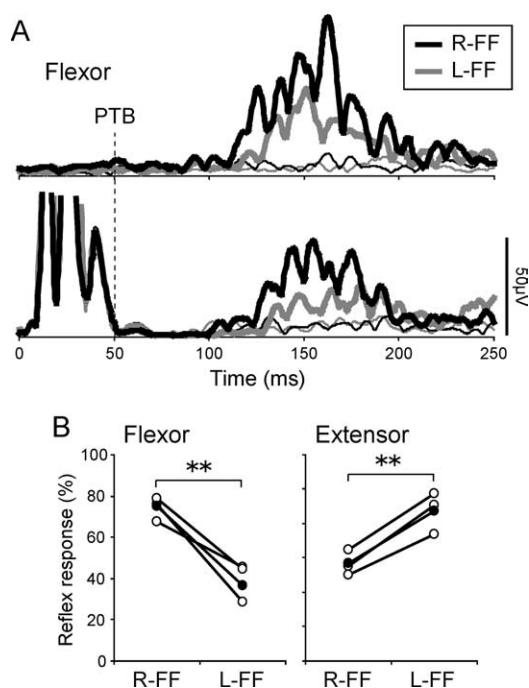 A
Flexor
PTB
R-FF
L-FF
50μV
0 50 100 150 200 250
Time (ms)
B
Flexor
Extensor
Reflex response (%)
100
80
60
40
20
0
**
**
R-FF L-FF R-FF L-FF